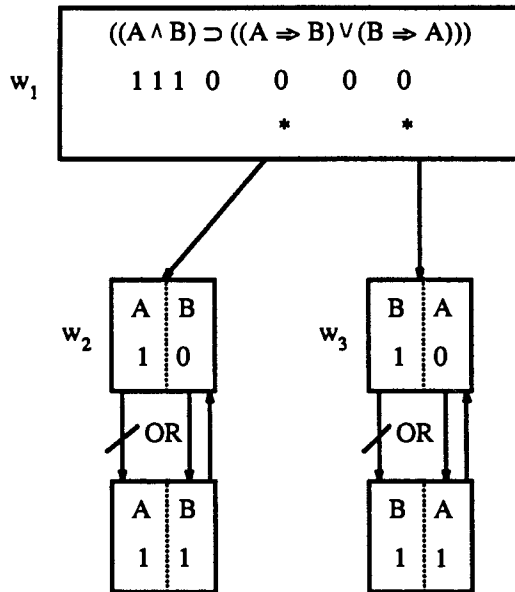 ((A ∧ B) ⊃ ((A ⇒ B) ∨ (B ⇒ A)))
w₁ 1 1 1 0 0 0 0
* *
A B B A
w₂ 1 0 w₃ 1 0
OR OR
A B B A
1 1 1 1